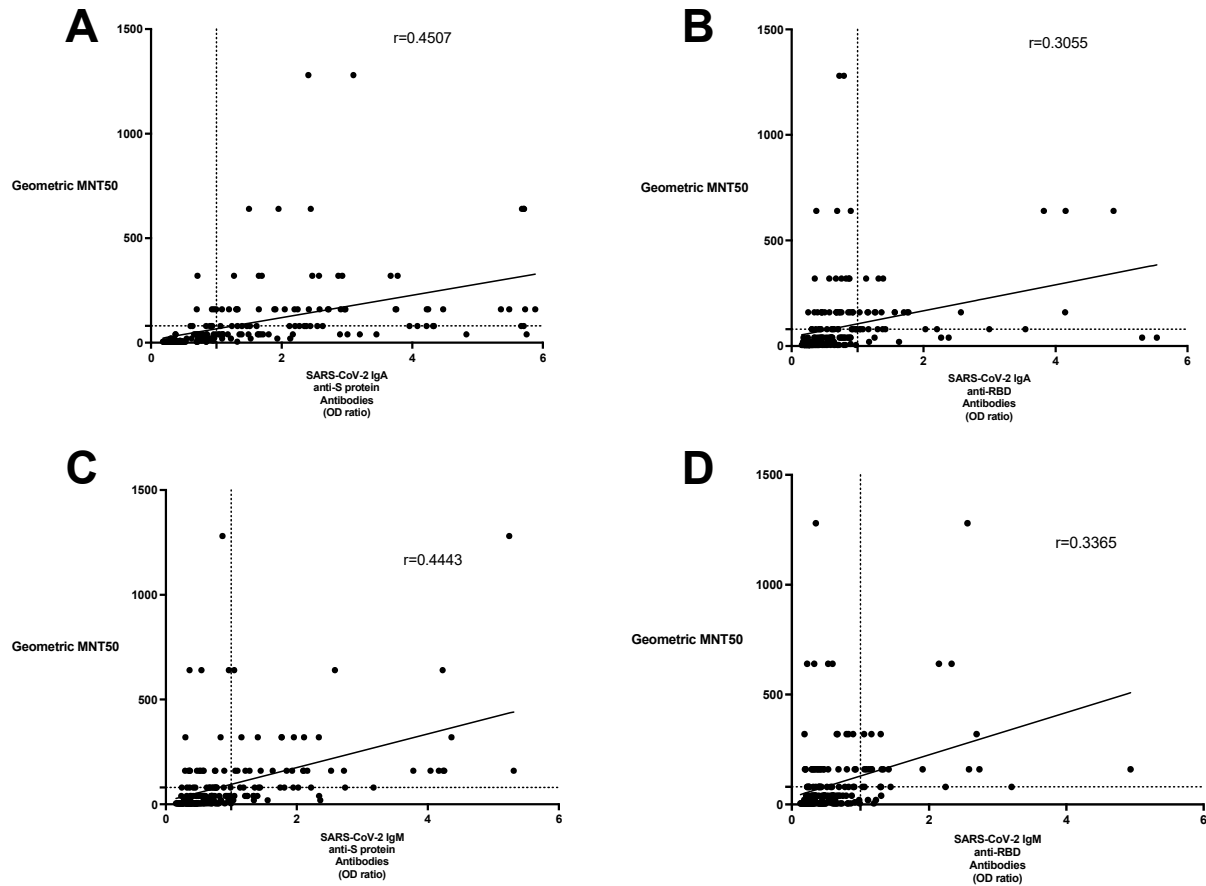 A
r=0.4507
1500
1000
500
0
Geometric MNT50
0 2 4 6
SARS-CoV-2 IgA
anti-S protein
Antibodies
(OD ratio)
B
r=0.3055
1500
1000
500
0
Geometric MNT50
0 2 4 6
SARS-CoV-2 IgA
anti-RBD
Antibodies
(OD ratio)
C
r=0.4443
1500
1000
500
0
Geometric MNT50
0 2 4 6
SARS-CoV-2 IgM
anti-S protein
Antibodies
(OD ratio)
D
r=0.3365
1500
1000
500
0
Geometric MNT50
0 2 4 6
SARS-CoV-2 IgM
anti-RBD
Antibodies
(OD ratio)